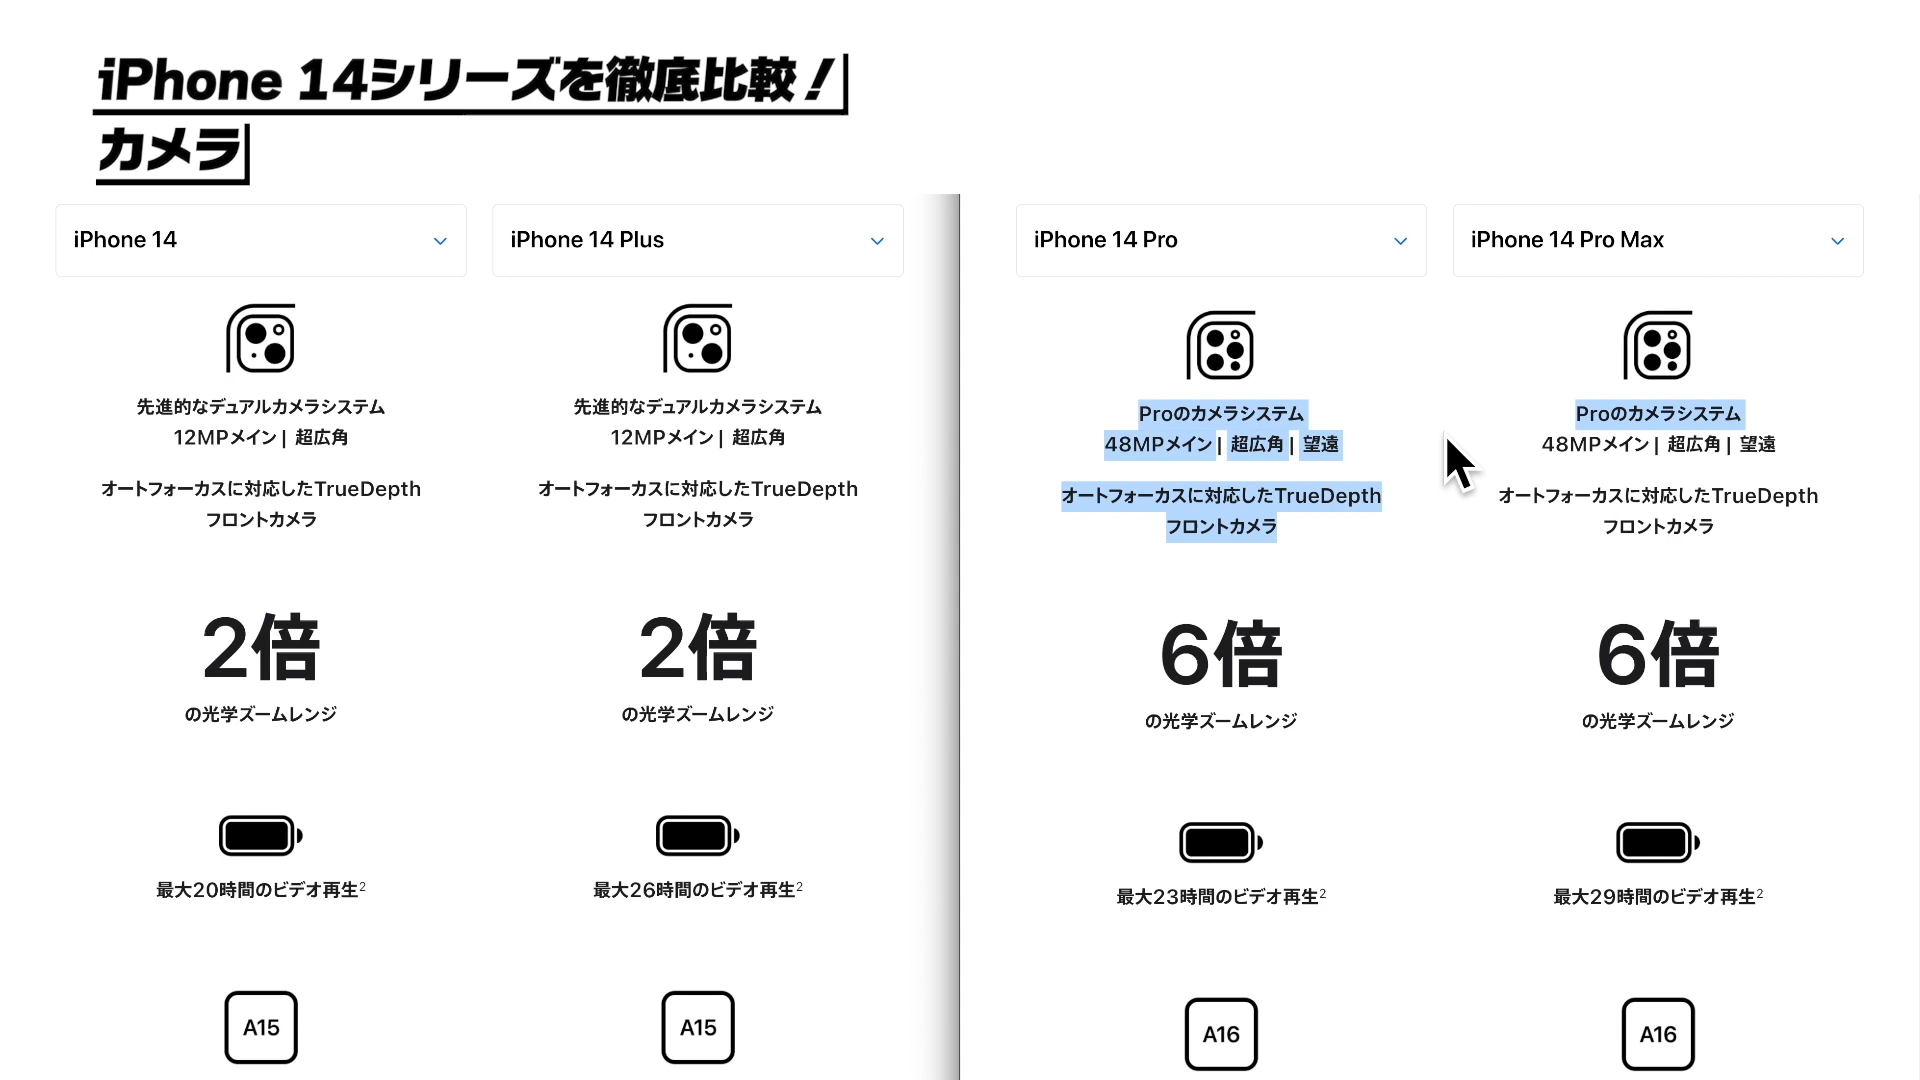 iPhone 14シリーズを徹底比較！
カメラ
iPhone 14
先進的なデュアルカメラシステム
12MPメイン | 超広角
オートフォーカスに対応したTrueDepth
フロントカメラ
2倍
の光学ズームレンジ
最大20時間のビデオ再生2
A15
iPhone 14 Plus
先進的なデュアルカメラシステム
12MPメイン | 超広角
オートフォーカスに対応したTrueDepth
フロントカメラ
2倍
の光学ズームレンジ
最大26時間のビデオ再生2
A15
iPhone 14 Pro
Proのカメラシステム
48MPメイン | 超広角 | 望遠
オートフォーカスに対応したTrueDepth
フロントカメラ
6倍
の光学ズームレンジ
最大23時間のビデオ再生2
A16
iPhone 14 Pro Max
Proのカメラシステム
48MPメイン | 超広角 | 望遠
オートフォーカスに対応したTrueDepth
フロントカメラ
6倍
の光学ズームレンジ
最大29時間のビデオ再生2
A16